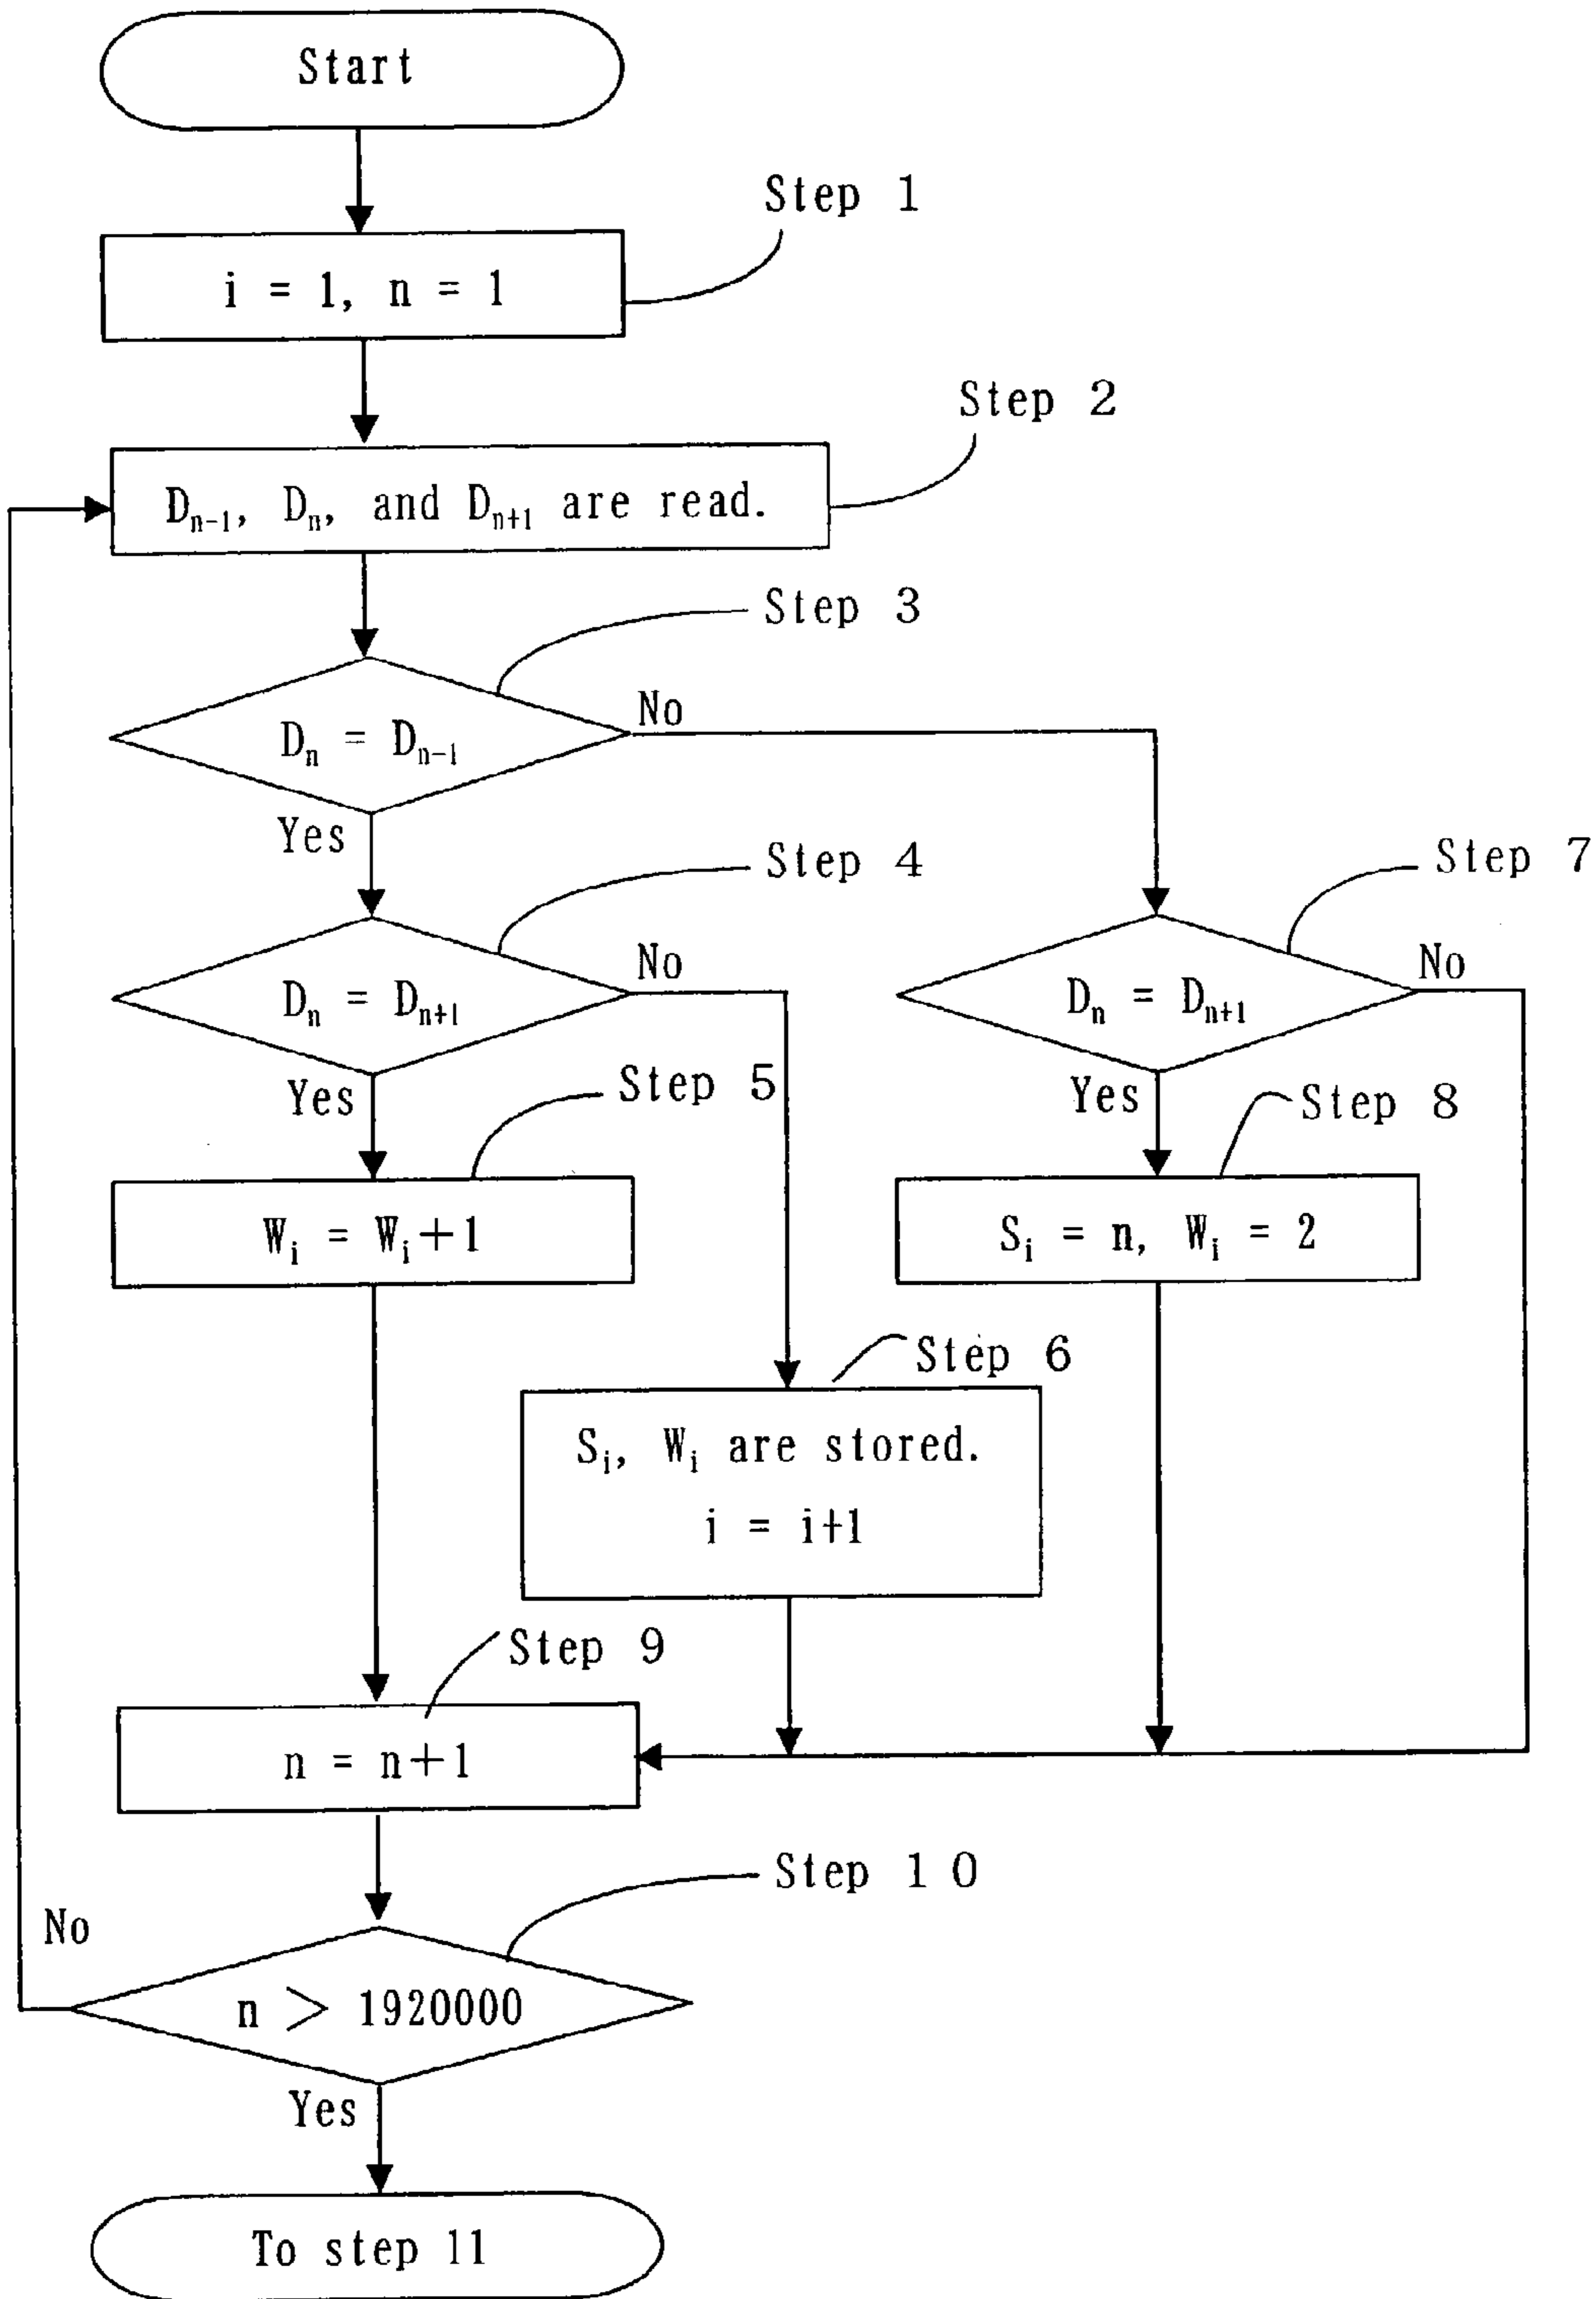 Start
Step 1
i = 1, n = 1
Step 2
Dn-1, Dn, and Dn+1 are read.
Step 3
Dn = Dn-1
No
Yes
Step 4
Dn = Dn+1
No
Yes
Step 7
Dn = Dn+1
No
Yes
Step 5
Wi = Wi+1
Step 8
Si = n, Wi = 2
Step 6
Si, Wi are stored.
i = i+1
Step 9
n = n+1
Step 10
n > 1920000
No
Yes
To step 11